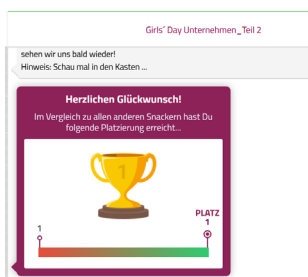 Girls´ Day Unternehmen_Teil 2
sehen wir uns bald wieder!
Hinweis: Schau mal in den Kasten ...
Herzlichen Glückwunsch!
Im Vergleich zu allen anderen Snackern hast Du
folgende Platzierung erreicht...
1
PLATZ
1
1